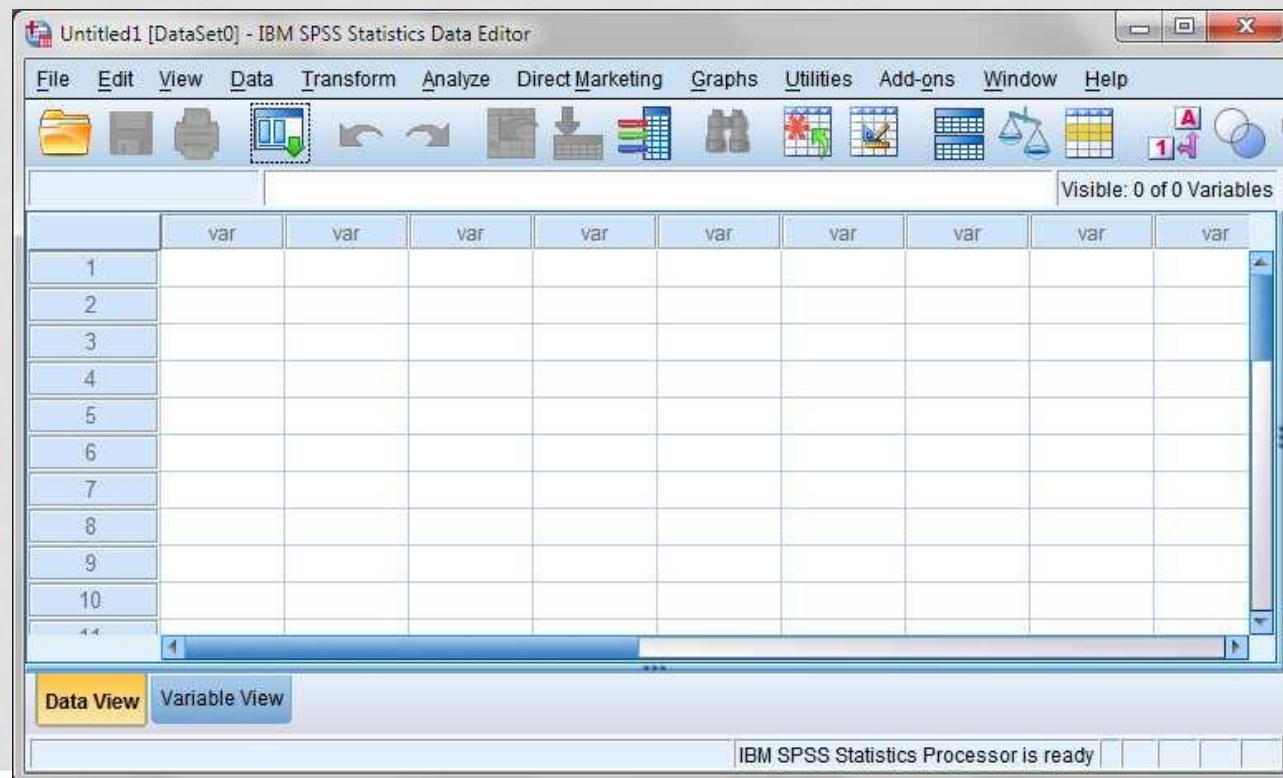 Untitled1 [DataSet0] - IBM SPSS Statistics Data Editor
File Edit View Data Transform Analyze Direct Marketing Graphs Utilities Add-ons Window Help
A
1
Visible: 0 of 0 Variables
var var var var var var var var var
1
2
3
4
5
6
7
8
9
10
11
Data View Variable View
IBM SPSS Statistics Processor is ready